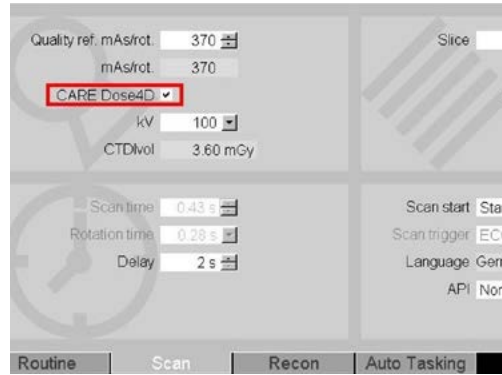 Quality ref. mAs/rot. 370
mAs/rot. 370
CARE Dose4D
kV 100
CTDIvol 3.60 mGy
Slice
Scan time 0.43 s
Rotation time 0.28 s
Delay 2 s
Scan start Sta
Scan trigger EC
Language Ger
API Nor
Routine Scan Recon Auto Tasking